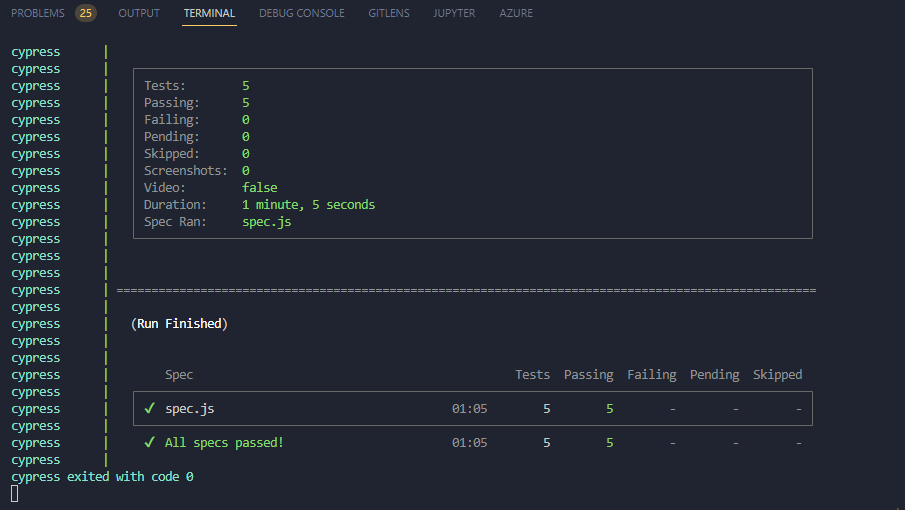 PROBLEMS 25 OUTPUT TERMINAL DEBUG CONSOLE GITLENS JUPYTER AZURE
cypress |
cypress |
cypress | Tests: 5
cypress | Passing: 5
cypress | Failing: 0
cypress | Pending: 0
cypress | Skipped: 0
cypress | Screenshots: 0
cypress | Video: false
cypress | Duration: 1 minute, 5 seconds
cypress | Spec Ran: spec.js
cypress |
cypress |
cypress |
cypress | ====================================================================================================
cypress |
cypress | (Run Finished)
cypress |
cypress |
cypress | Spec Tests Passing Failing Pending Skipped
cypress |
cypress | ✔ spec.js 01:05 5 5 - - -
cypress |
cypress | ✔ All specs passed! 01:05 5 5 - - -
cypress |
cypress exited with code 0